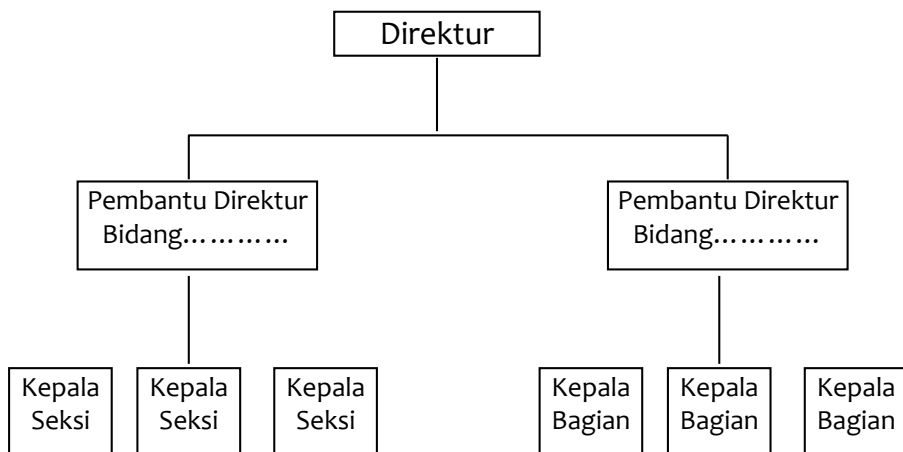 Direktur
Pembantu Direktur
Bidang…………
Pembantu Direktur
Bidang…………
Kepala
Seksi
Kepala
Seksi
Kepala
Seksi
Kepala
Bagian
Kepala
Bagian
Kepala
Bagian